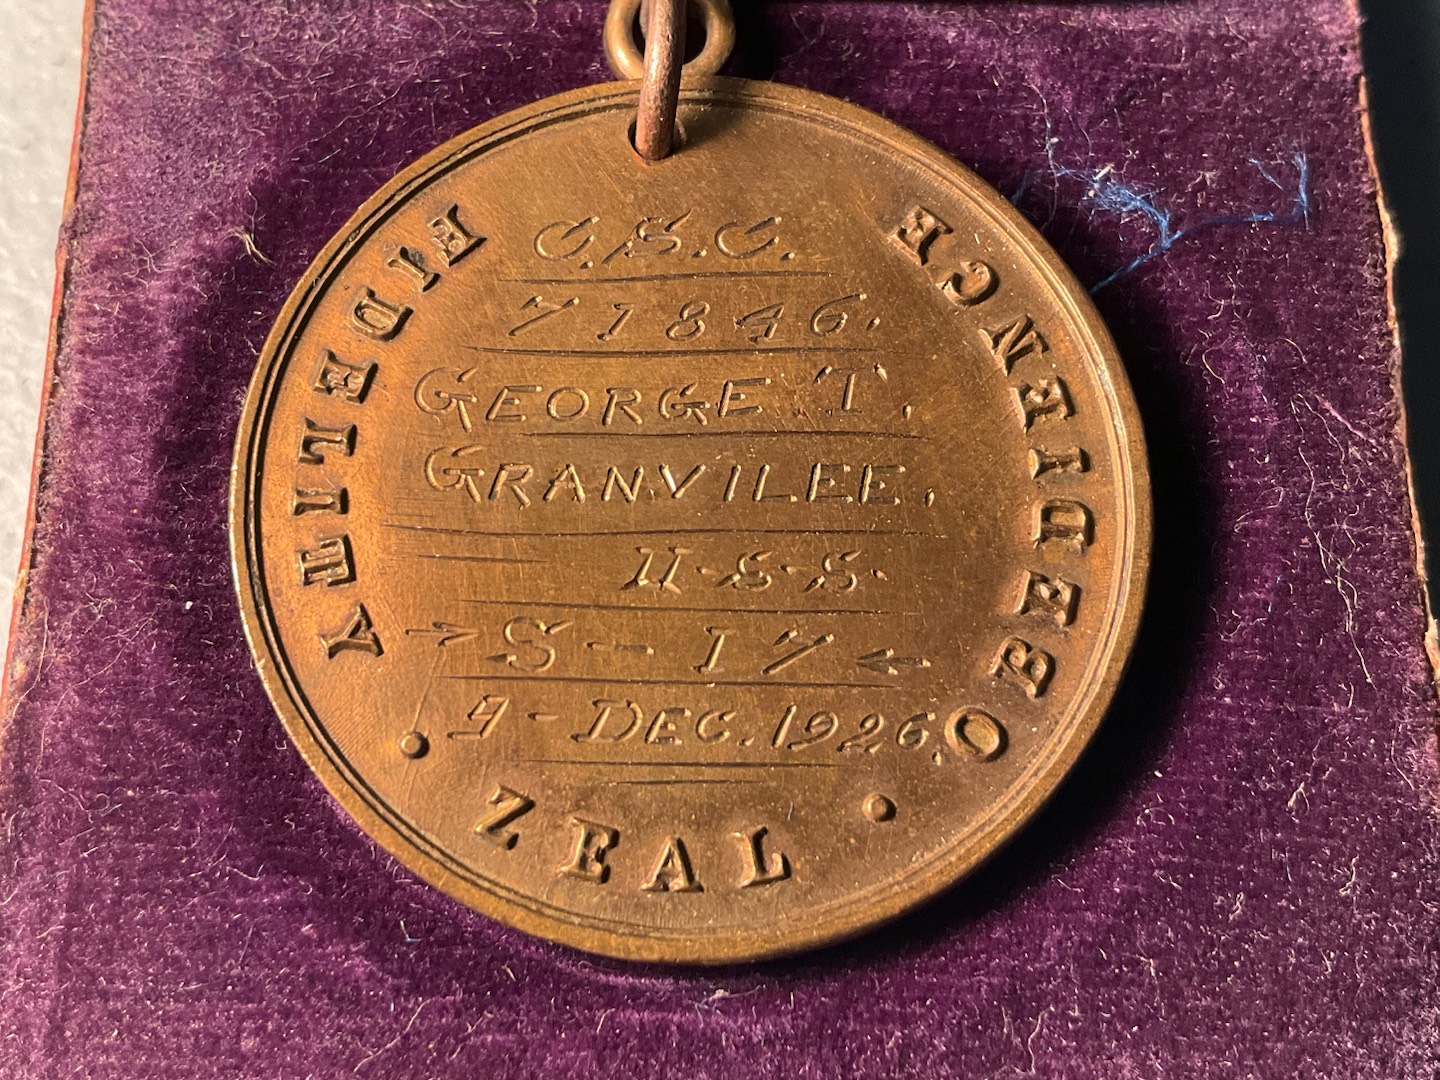 FIDELITY
ZEAL
OBEDIENCE
C.S.C.
71846.
GEORGE T.
GRANVILEE.
U-S-S-
S-17
9-DEC.1926.